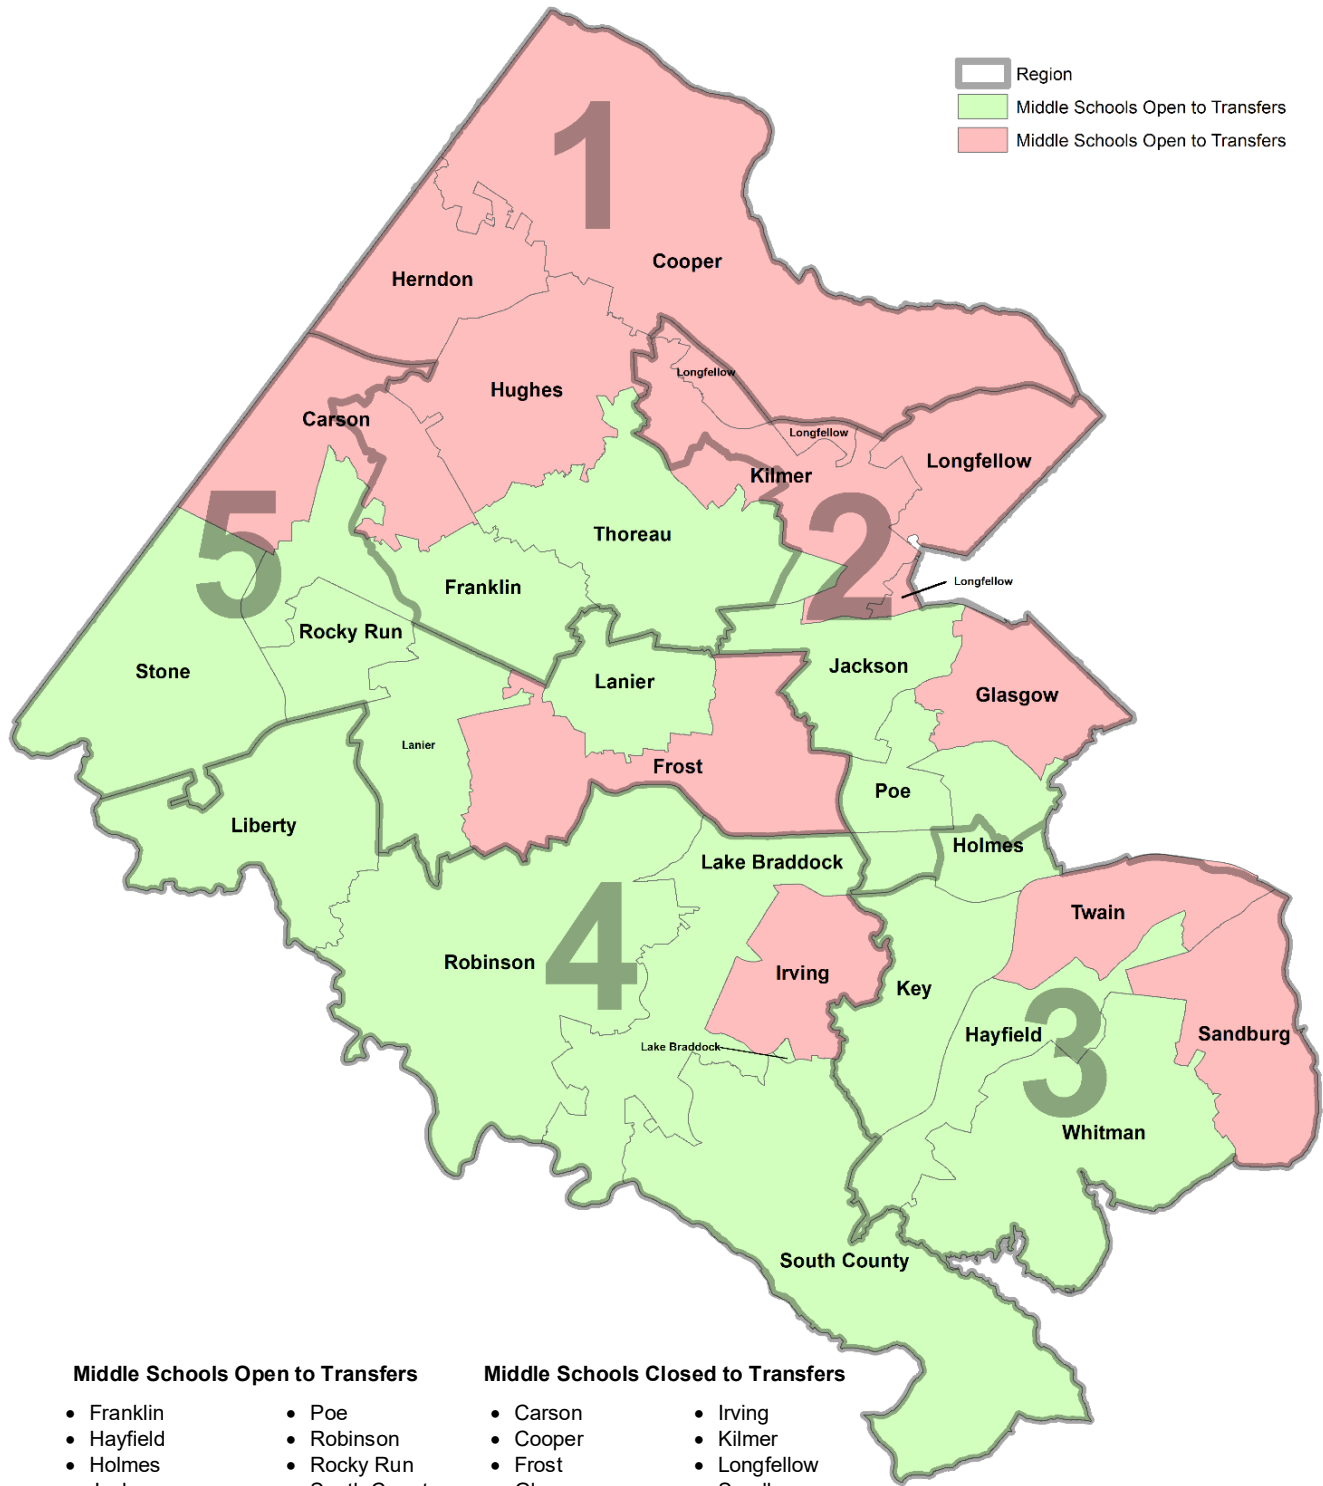 Region
Middle Schools Open to Transfers
Middle Schools Open to Transfers
1
Cooper
Herndon
Longfellow
Hughes
Carson
Longfellow
Longfellow
Kilmer
5
2
Thoreau
Longfellow
Franklin
Rocky Run
Jackson
Stone
Lanier
Glasgow
Lanier
Frost
Poe
Liberty
Holmes
Lake Braddock
4
Twain
Robinson
Irving
Key
3
Hayfield
Sandburg
Lake Braddock
Whitman
South County
Middle Schools Open to Transfers
Middle Schools Closed to Transfers
• Franklin
• Poe
• Carson
• Irving
• Hayfield
• Robinson
• Cooper
• Kilmer
• Holmes
• Rocky Run
• Frost
• Longfellow